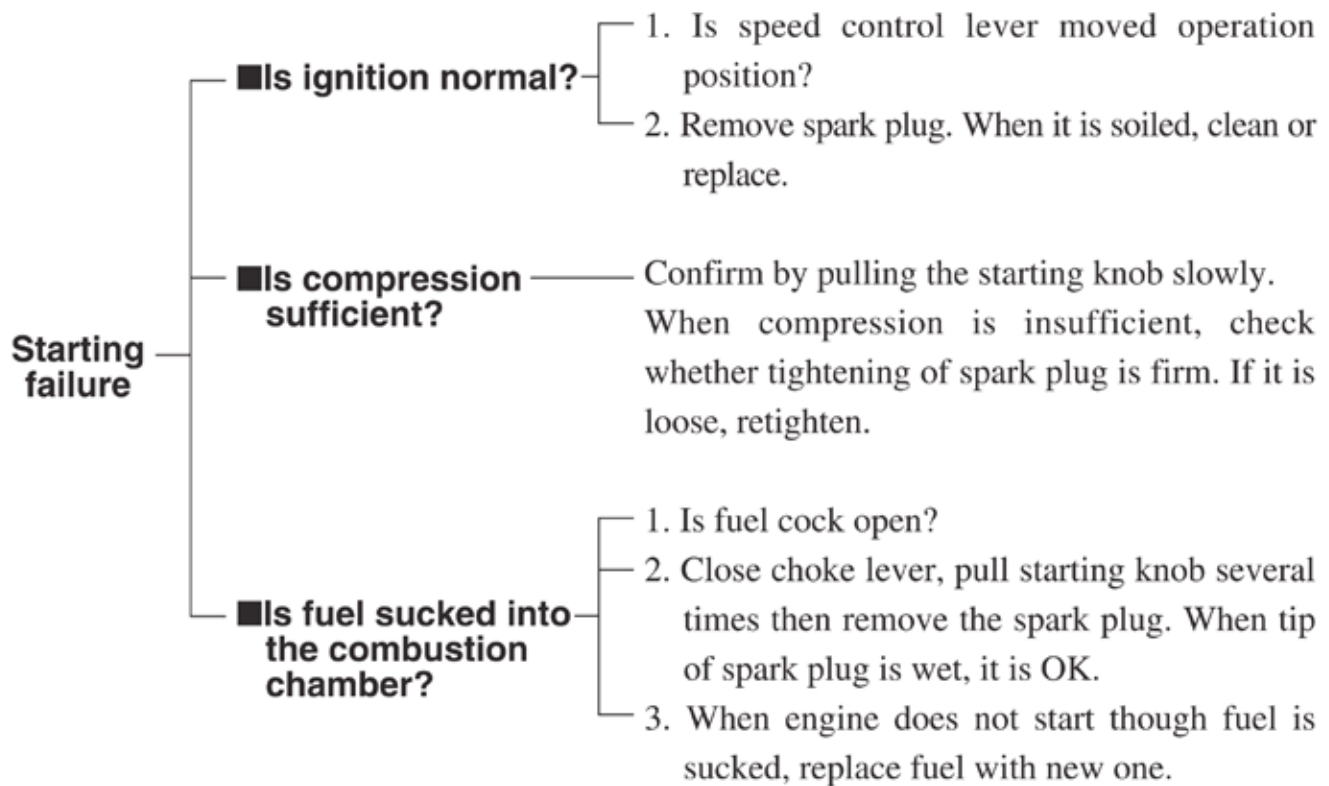 Starting
failure
■Is ignition normal?
1. Is speed control lever moved operation
position?
2. Remove spark plug. When it is soiled, clean or
replace.
■Is compression
sufficient?
Confirm by pulling the starting knob slowly.
When compression is insufficient, check
whether tightening of spark plug is firm. If it is
loose, retighten.
■Is fuel sucked into
the combustion
chamber?
1. Is fuel cock open?
2. Close choke lever, pull starting knob several
times then remove the spark plug. When tip
of spark plug is wet, it is OK.
3. When engine does not start though fuel is
sucked, replace fuel with new one.